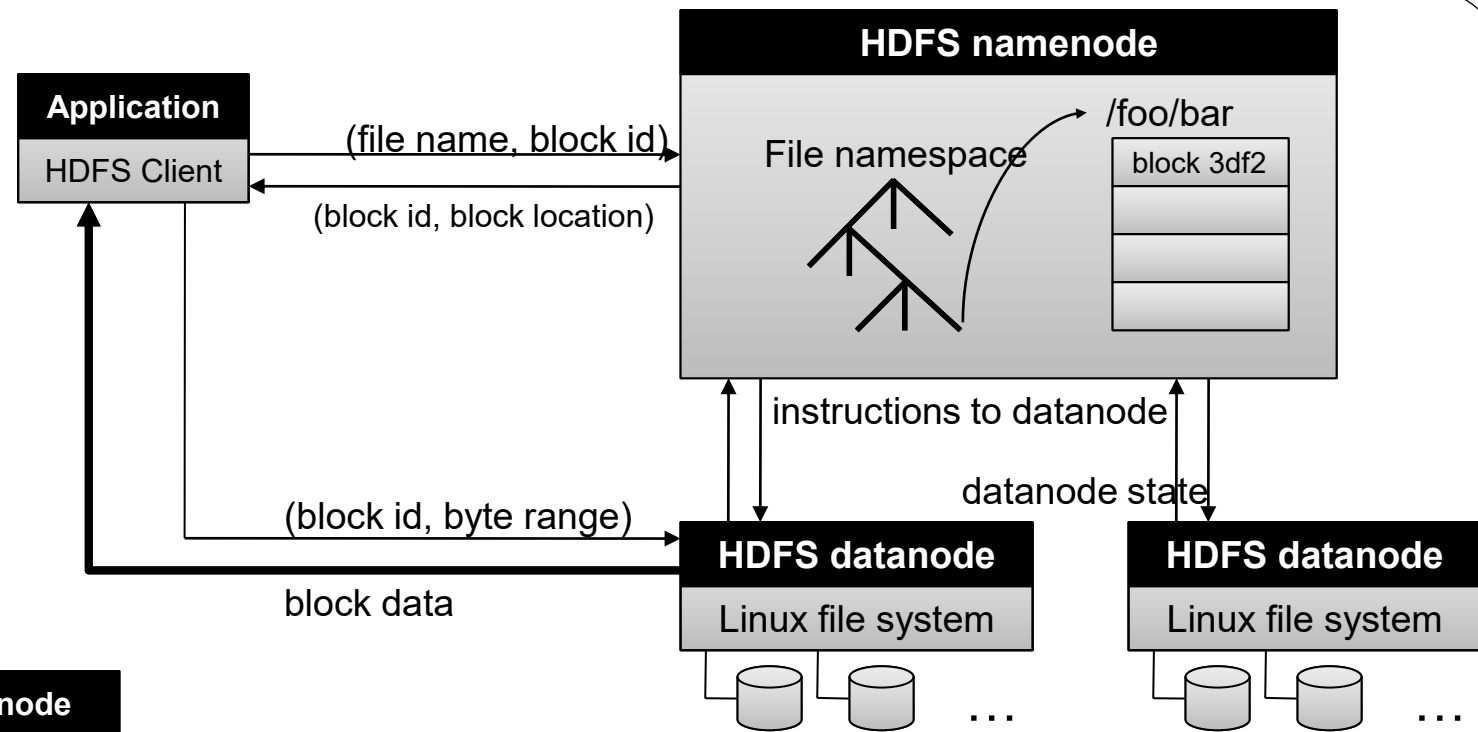 HDFS namenode
Application
HDFS Client
(file name, block id)
(block id, block location)
File namespace
/foo/bar
block 3df2
instructions to datanode
datanode state
(block id, byte range)
block data
HDFS datanode
Linux file system
...
HDFS datanode
Linux file system
...
node